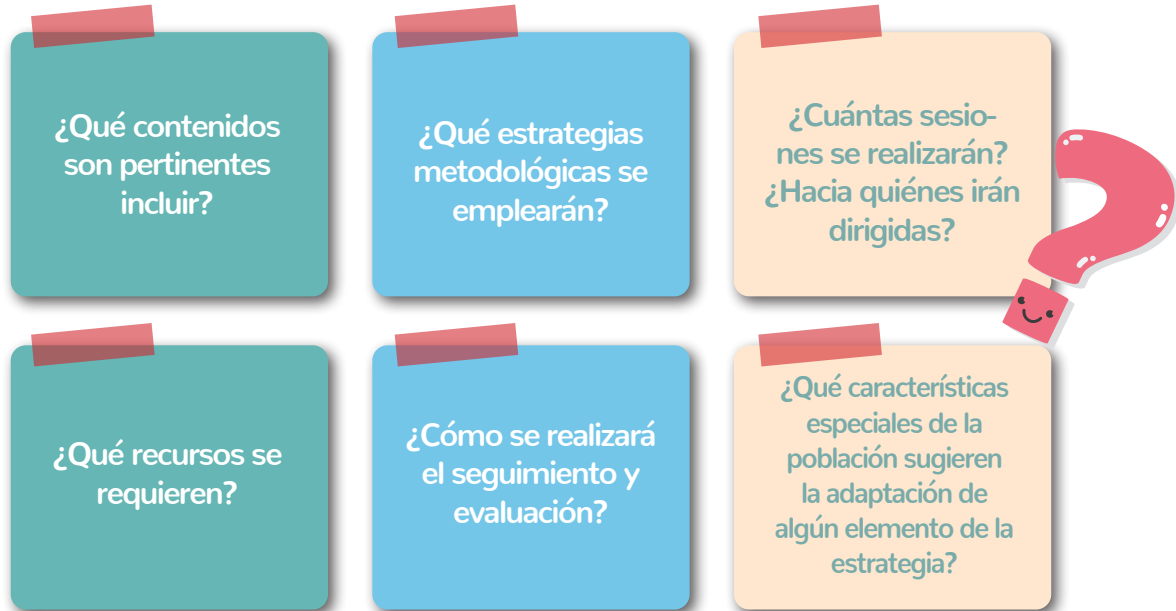 ¿Qué contenidos
son pertinentes
incluir?
¿Qué estrategias
metodológicas se
emplearán?
¿Cuántas sesio-
nes se realizarán?
¿Hacia quiénes irán
dirigidas?
¿Qué recursos se
requieren?
¿Cómo se realizará
el seguimiento y
evaluación?
¿Qué características
especiales de la
población sugieren
la adaptación de
algún elemento de la
estrategia?